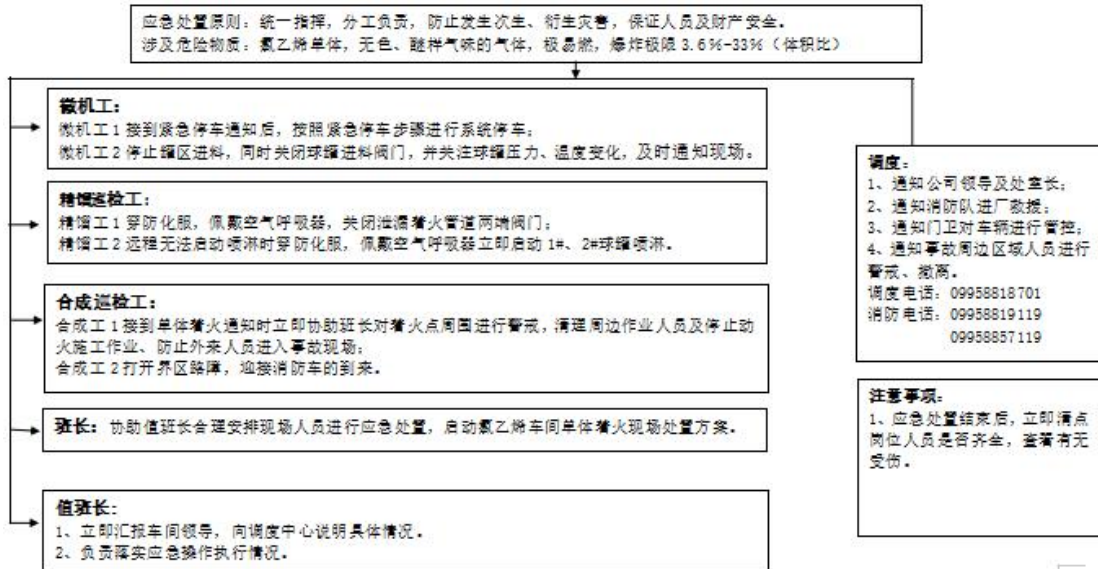 应急处置原则：统一指挥，分工负责，防止发生次生、衍生灾害，保证人员及财产安全。
涉及危险物质：氯乙烯单体，无色、醚样气味的气体，极易燃，爆炸极限 3.6%-33%（体积比）
微机工：
微机工 1 接到紧急停车通知后，按照紧急停车步骤进行系统停车；
微机工 2 停止罐区进料，同时关闭球罐进料阀门，并关注球罐压力、温度变化，及时通知现场。
精馏巡检工：
精馏工 1 穿防化服，佩戴空气呼吸器，关闭泄漏着火管道两端阀门；
精馏工 2 远程无法启动喷淋时穿防化服，佩戴空气呼吸器立即启动 1#、2#球罐喷淋。
合成巡检工：
合成工 1 接到单体着火通知时立即协助班长对着火点周围进行警戒，清理周边作业人员及停止动
火施工作业、防止外来人员进入事故现场；
合成工 2 打开界区路障，迎接消防车的到来。
班长：协助值班长合理安排现场人员进行应急处置，启动氯乙烯车间单体着火现场处置方案。
值班长：
1、立即汇报车间领导，向调度中心说明具体情况。
2、负责落实应急操作执行情况。
调度：
1、通知公司领导及处室长；
2、通知消防队进厂救援；
3、通知门卫对车辆进行管控；
4、通知事故周边区域人员进行
警戒、撤离。
调度电话：09958818701
消防电话：09958819119
09958857119
注意事项：
1、应急处置结束后，立即清点
岗位人员是否齐全，查看有无
受伤。